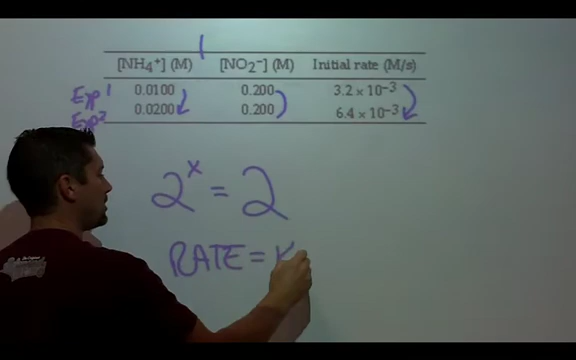 [NH₄⁺] (M) [NO₂⁻] (M) Initial rate (M/s)
Exp 1 0.0100 0.200 3.2 × 10⁻³
Exp 2 0.0200 0.200 6.4 × 10⁻³
2ˣ = 2
RATE = K